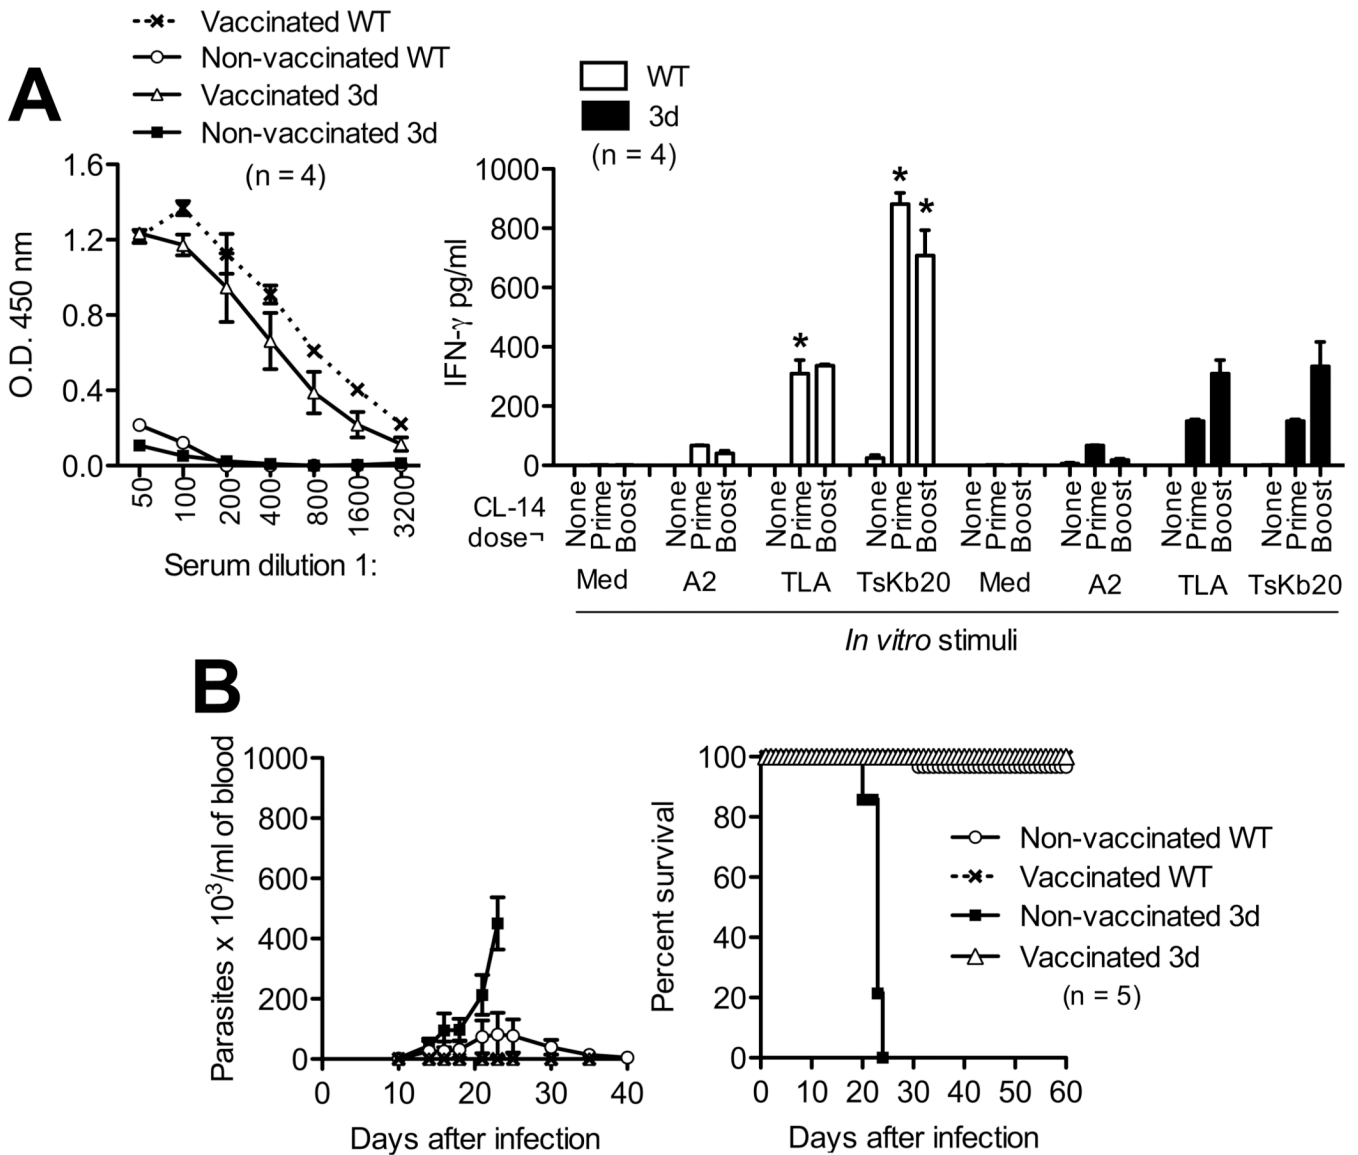 A
Vaccinated WT
Non-vaccinated WT
Vaccinated 3d
Non-vaccinated 3d
(n = 4)
O.D. 450 nm
1.6
1.2
0.8
0.4
0.0
50
100
200
400
800
1600
3200
Serum dilution 1:
WT
3d
(n = 4)
IFN-γ pg/ml
1000
800
600
400
200
0
*
*
*
CL-14
dose¬
None Prime Boost None Prime Boost None Prime Boost None Prime Boost None Prime Boost None Prime Boost None Prime Boost None Prime Boost
Med A2 TLA TsKb20 Med A2 TLA TsKb20
In vitro stimuli
B
Parasites x 10³/ml of blood
1000
800
600
400
200
0
0 10 20 30 40
Days after infection
Percent survival
100
80
60
40
20
0
0 10 20 30 40 50 60
Days after infection
Non-vaccinated WT
Vaccinated WT
Non-vaccinated 3d
Vaccinated 3d
(n = 5)